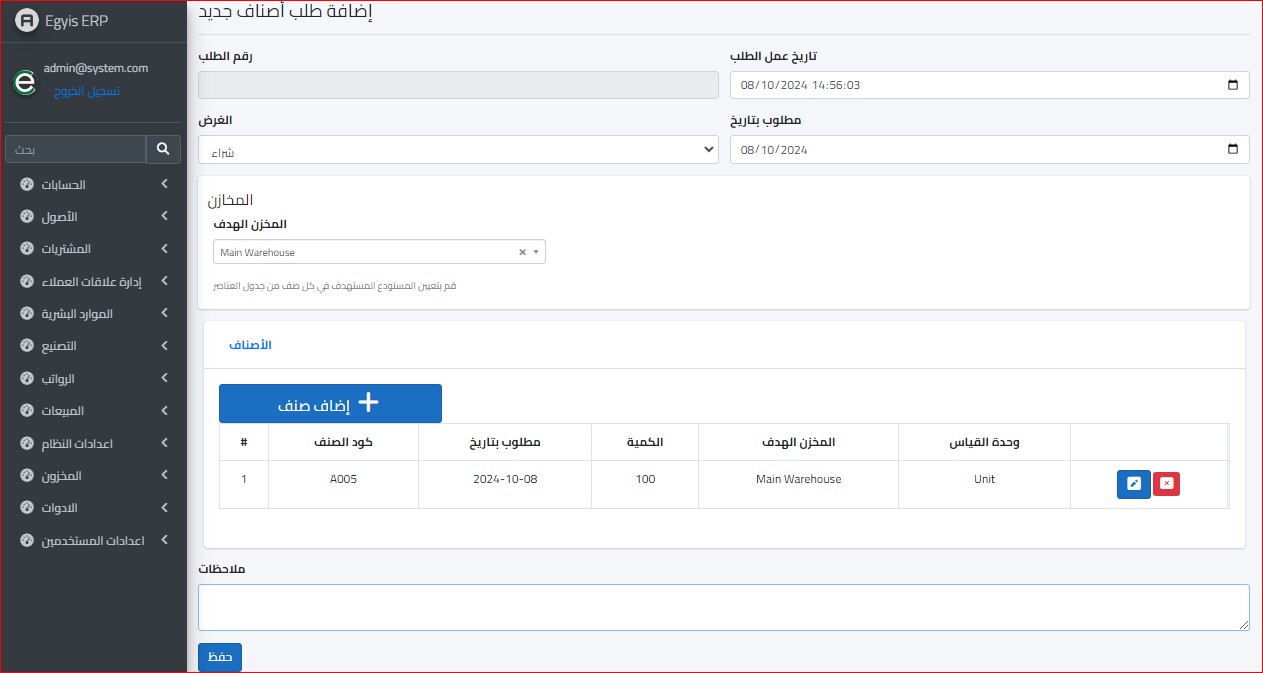 Egyis ERP
admin@system.com
تسجيل الخروج
بحث
الحسابات
الأصول
المشتريات
إدارة علاقات العملاء
الموارد البشرية
التصنيع
الرواتب
المبيعات
اعدادات النظام
المخزون
الادوات
اعدادات المستخدمين
إضافة طلب أصناف جديد
رقم الطلب
تاريخ عمل الطلب
08/10/2024 14:56:03
الغرض
شراء
مطلوب بتاريخ
08/10/2024
المخازن
المخزن الهدف
Main Warehouse
قم بتعيين المستودع المستهدف في كل صف من جدول العناصر
الأصناف
إضاف صنف
# كود الصنف مطلوب بتاريخ الكمية المخزن الهدف وحدة القياس
1 A005 2024-10-08 100 Main Warehouse Unit
ملاحظات
حفظ